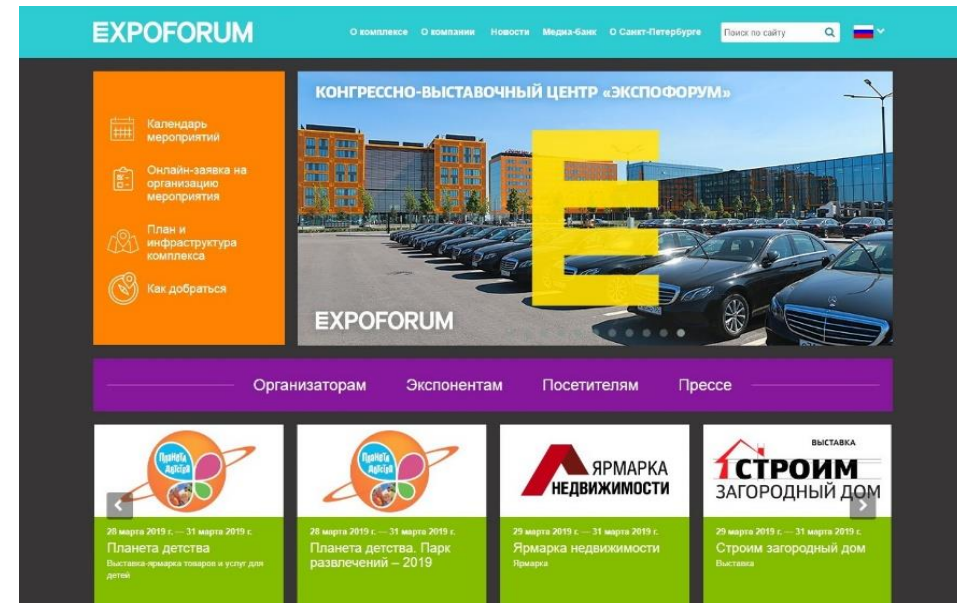 EXPOFORUM
О комплексе О компании Новости Медиа-банк О Санкт-Петербурге Поиск по сайту
Календарь
мероприятий
Онлайн-заявка на
организацию
мероприятия
План и
инфраструктура
комплекса
Как добраться
КОНГРЕССНО-ВЫСТАВОЧНЫЙ ЦЕНТР «ЭКСПОФОРУМ»
E
EXPOFORUM
Организаторам Экспонентам Посетителям Прессе
Планета
детства
28 марта 2019 г. — 31 марта 2019 г.
Планета детства
Выставка-ярмарка товаров и услуг для
детей
Планета
детства
28 марта 2019 г. — 31 марта 2019 г.
Планета детства. Парк
развлечений – 2019
ЯРМАРКА
НЕДВИЖИМОСТИ
29 марта 2019 г. — 31 марта 2019 г.
Ярмарка недвижимости
Ярмарка
ВЫСТАВКА
СТРОИМ
ЗАГОРОДНЫЙ ДОМ
29 марта 2019 г. — 31 марта 2019 г.
Строим загородный дом
Выставка